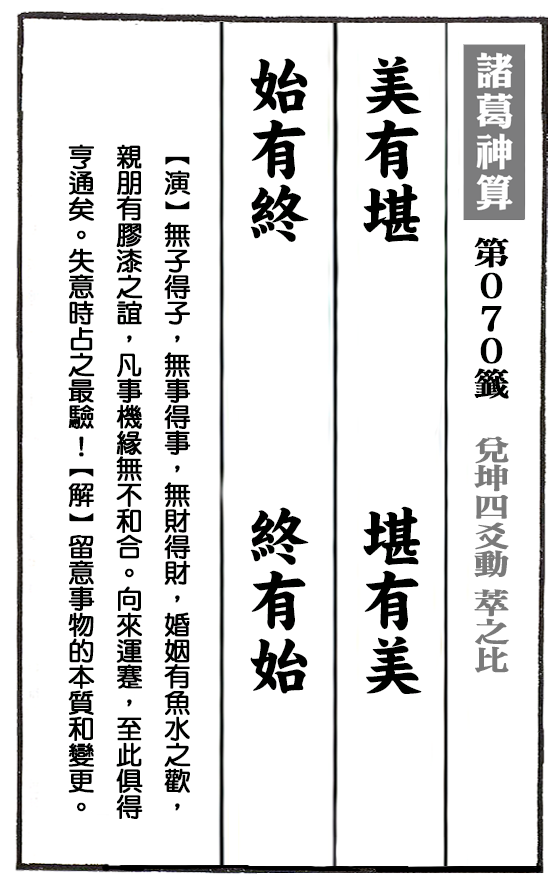 諸葛神算 第070籤 兌坤四爻動 萃之比
美有堪 堪有美
始有終 終有始
【演】無子得子，無事得事，無財得財，婚姻有魚水之歡，
親朋有膠漆之誼，凡事機緣無不和合。向來運蹇，至此俱得
亨通矣。失意時占之最驗！【解】留意事物的本質和變更。